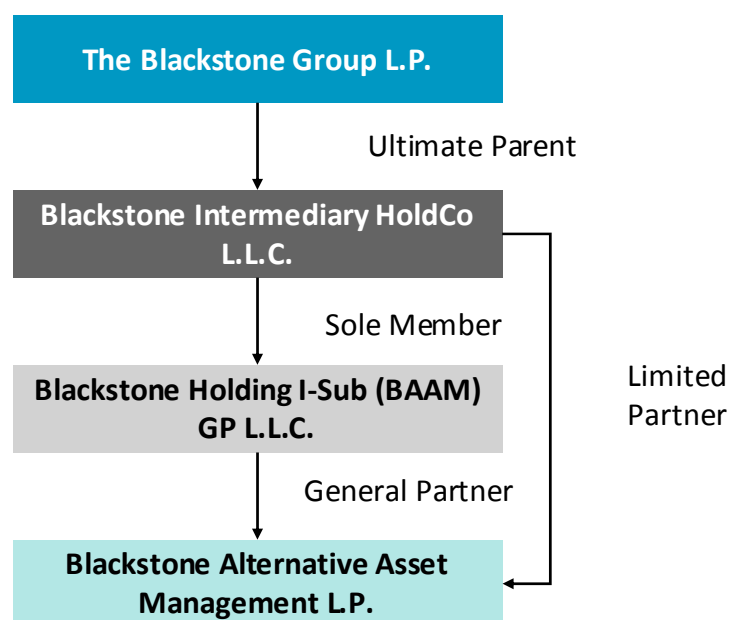 The Blackstone Group L.P.
Ultimate Parent
Blackstone Intermediary HoldCo
L.L.C.
Sole Member
Blackstone Holding I-Sub (BAAM)
GP L.L.C.
Limited
Partner
General Partner
Blackstone Alternative Asset
Management L.P.